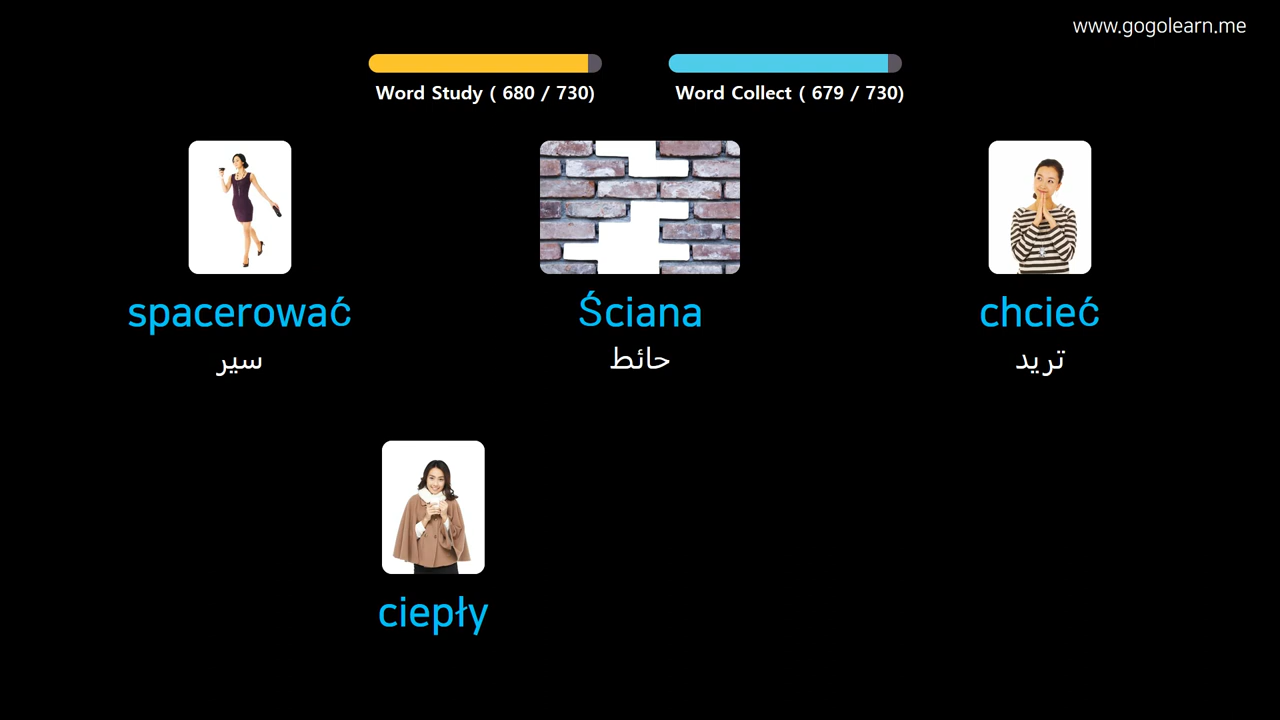 www.gogolearn.me
Word Study ( 680 / 730)
Word Collect ( 679 / 730)
spacerować
Ściana
chcieć
سير
حائط
تريد
ciepły